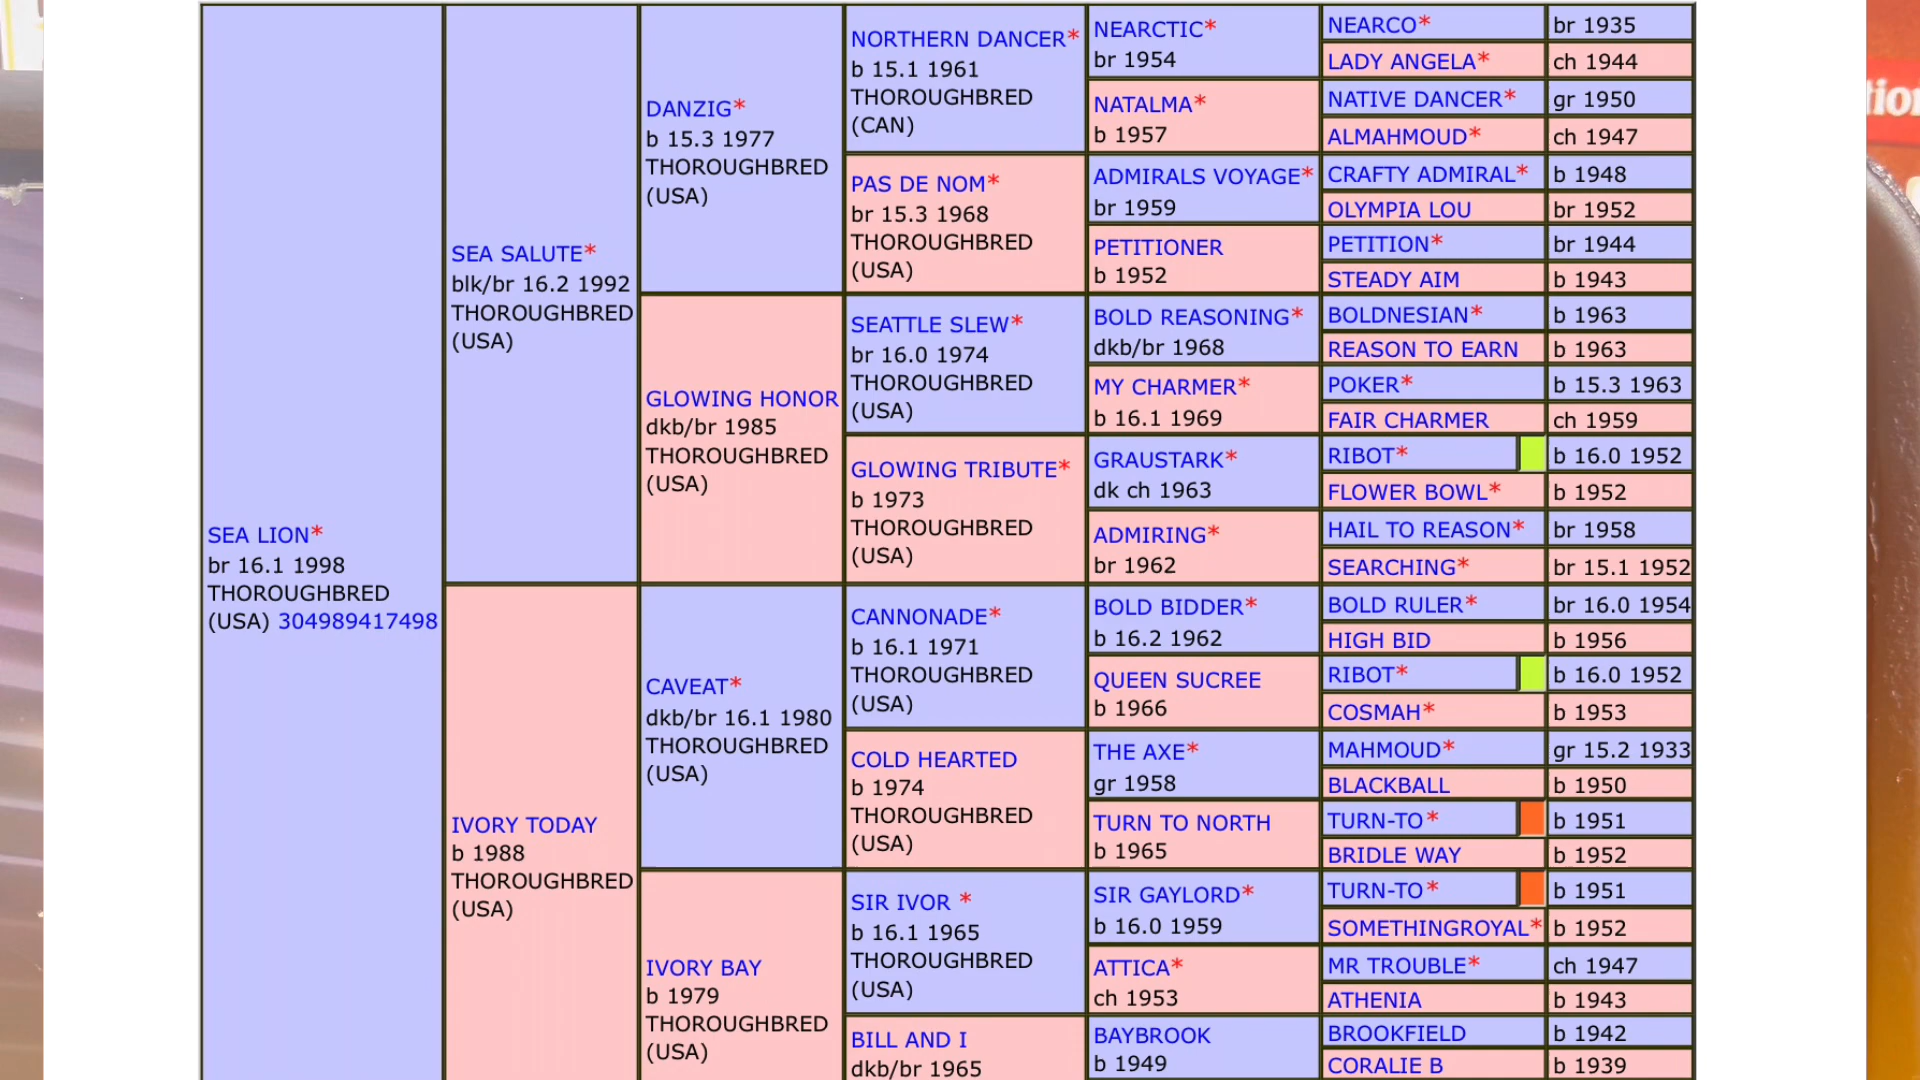 SEA LION*
br 16.1 1998
THOROUGHBRED
(USA) 304989417498
SEA SALUTE*
blk/br 16.2 1992
THOROUGHBRED
(USA)
IVORY TODAY
b 1988
THOROUGHBRED
(USA)
DANZIG*
b 15.3 1977
THOROUGHBRED
(USA)
GLOWING HONOR
dkb/br 1985
THOROUGHBRED
(USA)
CAVEAT*
dkb/br 16.1 1980
THOROUGHBRED
(USA)
IVORY BAY
b 1979
THOROUGHBRED
(USA)
NORTHERN DANCER*
b 15.1 1961
THOROUGHBRED
(CAN)
PAS DE NOM*
br 15.3 1968
THOROUGHBRED
(USA)
SEATTLE SLEW*
br 16.0 1974
THOROUGHBRED
(USA)
GLOWING TRIBUTE*
b 1973
THOROUGHBRED
(USA)
CANNONADE*
b 16.1 1971
THOROUGHBRED
(USA)
COLD HEARTED
b 1974
THOROUGHBRED
(USA)
SIR IVOR *
b 16.1 1965
THOROUGHBRED
(USA)
BILL AND I
dkb/br 1965
NEARCTIC*
br 1954
NATALMA*
b 1957
ADMIRALS VOYAGE*
br 1959
PETITIONER
b 1952
BOLD REASONING*
dkb/br 1968
MY CHARMER*
b 16.1 1969
GRAUSTARK*
dk ch 1963
ADMIRING*
br 1962
BOLD BIDDER*
b 16.2 1962
QUEEN SUCREE
b 1966
THE AXE*
gr 1958
TURN TO NORTH
b 1965
SIR GAYLORD*
b 16.0 1959
ATTICA*
ch 1953
BAYBROOK
b 1949
NEARCO* br 1935
LADY ANGELA* ch 1944
NATIVE DANCER* gr 1950
ALMAHMOUD* ch 1947
CRAFTY ADMIRAL* b 1948
OLYMPIA LOU br 1952
PETITION* br 1944
STEADY AIM b 1943
BOLDNESIAN* b 1963
REASON TO EARN b 1963
POKER* b 15.3 1963
FAIR CHARMER ch 1959
RIBOT* b 16.0 1952
FLOWER BOWL* b 1952
HAIL TO REASON* br 1958
SEARCHING* br 15.1 1952
BOLD RULER* br 16.0 1954
HIGH BID b 1956
RIBOT* b 16.0 1952
COSMAH* b 1953
MAHMOUD* gr 15.2 1933
BLACKBALL b 1950
TURN-TO* b 1951
BRIDLE WAY b 1952
TURN-TO* b 1951
SOMETHINGROYAL* b 1952
MR TROUBLE* ch 1947
ATHENIA b 1943
BROOKFIELD b 1942
CORALIE B b 1939